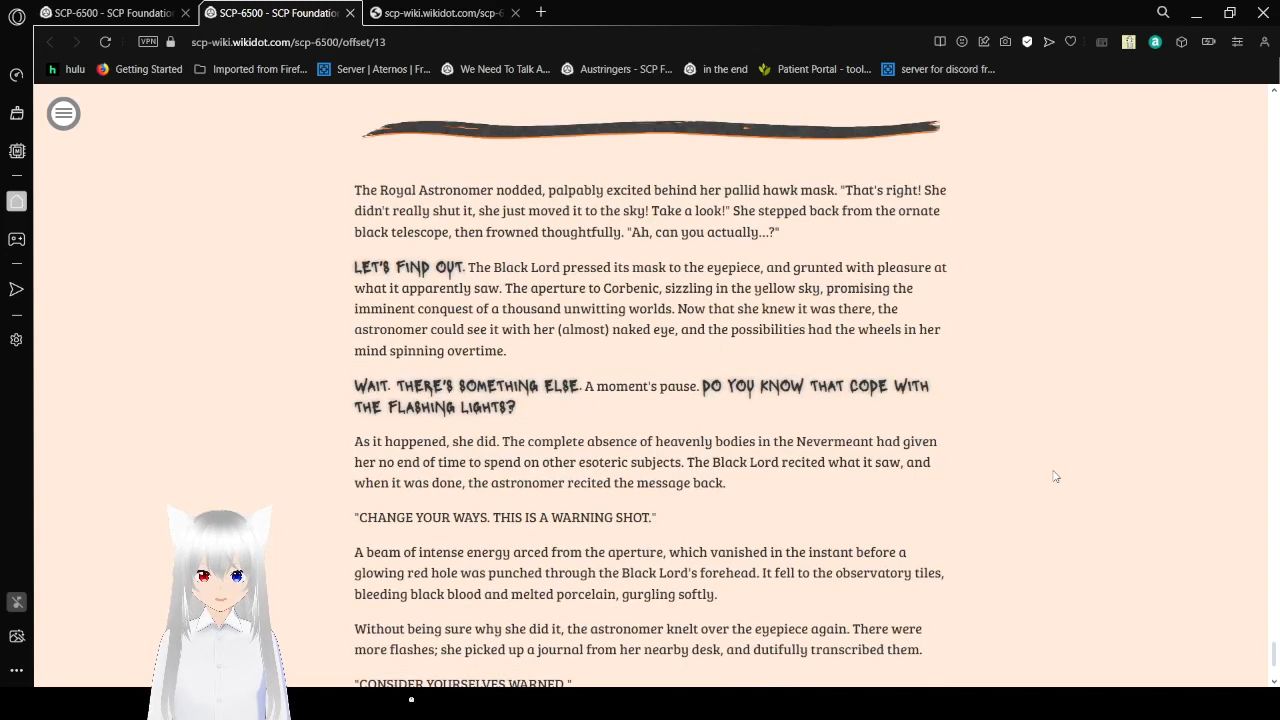 SCP-6500 - SCP Foundation
SCP-6500 - SCP Foundation
scp-wiki.wikidot.com/scp-6
VPN
scp-wiki.wikidot.com/scp-6500/offset/13
hulu
Getting Started
Imported from Firef...
Server | Aternos | Fr...
We Need To Talk A...
Austringers - SCP F...
in the end
Patient Portal - tool...
server for discord fr...
The Royal Astronomer nodded, palpably excited behind her pallid hawk mask. "That's right! She
didn't really shut it, she just moved it to the sky! Take a look!" She stepped back from the ornate
black telescope, then frowned thoughtfully. "Ah, can you actually...?"
LET'S FIND OUT. The Black Lord pressed its mask to the eyepiece, and grunted with pleasure at
what it apparently saw. The aperture to Corbenic, sizzling in the yellow sky, promising the
imminent conquest of a thousand unwitting worlds. Now that she knew it was there, the
astronomer could see it with her (almost) naked eye, and the possibilities had the wheels in her
mind spinning overtime.
WAIT. THERE'S SOMETHING ELSE. A moment's pause. DO YOU KNOW THAT CODE WITH
THE FLASHING LIGHTS?
As it happened, she did. The complete absence of heavenly bodies in the Nevermeant had given
her no end of time to spend on other esoteric subjects. The Black Lord recited what it saw, and
when it was done, the astronomer recited the message back.
"CHANGE YOUR WAYS. THIS IS A WARNING SHOT."
A beam of intense energy arced from the aperture, which vanished in the instant before a
glowing red hole was punched through the Black Lord's forehead. It fell to the observatory tiles,
bleeding black blood and melted porcelain, gurgling softly.
Without being sure why she did it, the astronomer knelt over the eyepiece again. There were
more flashes; she picked up a journal from her nearby desk, and dutifully transcribed them.
"CONSIDER YOURSELVES WARNED."